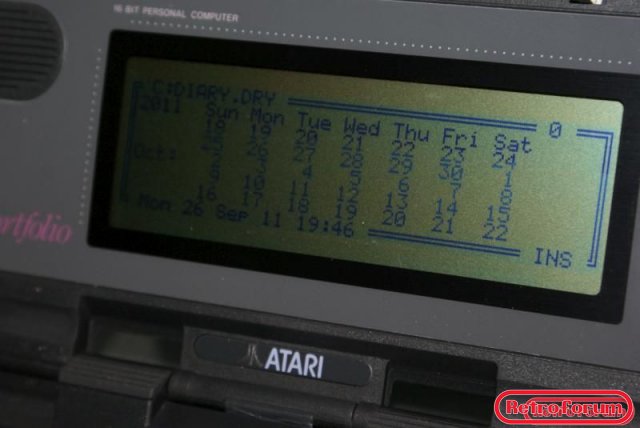 16 BIT PERSONAL COMPUTER
C:DIARY.DRY 0
2011 Sun Mon Tue Wed Thu Fri Sat
18 19 20 21 22 23 24
25 26 27 28 29 30 1
Oct: 2 3 4 5 6 7 8
9 10 11 12 13 14 15
16 17 18 19 20 21 22
Mon 26 Sep 11 19:46 INS
rtfolio
ATARI
RetroForum